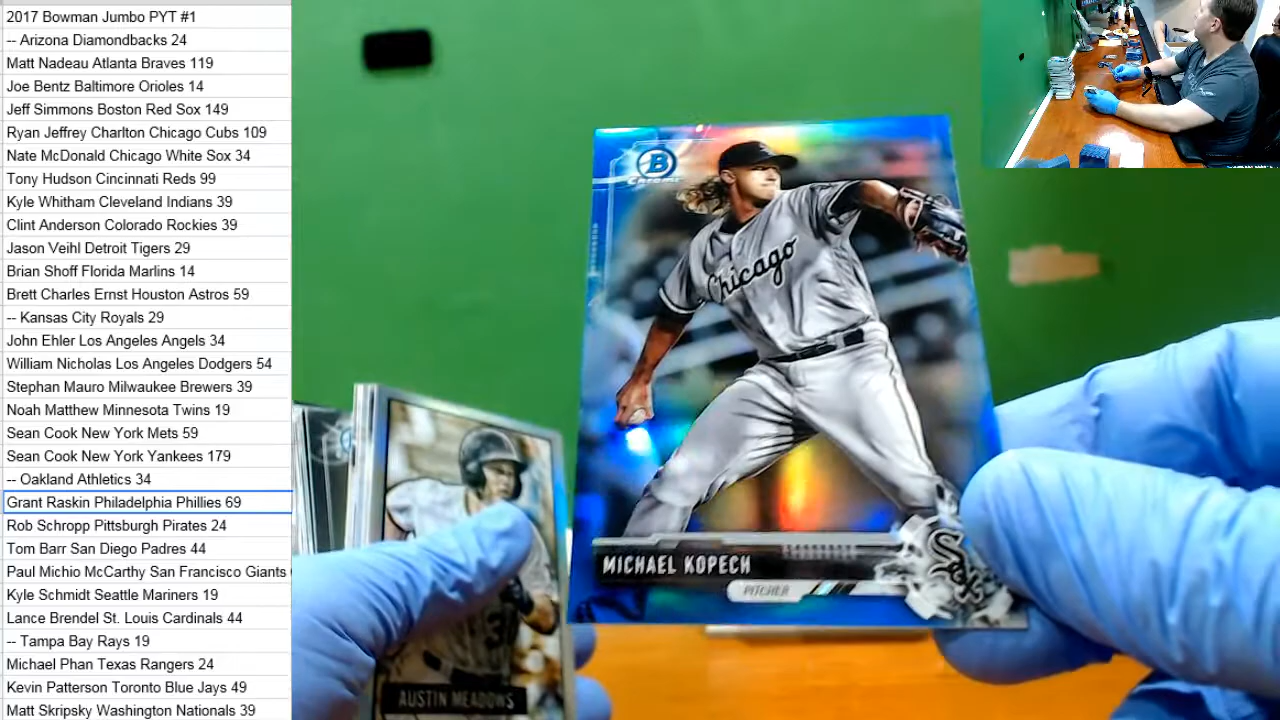 2017 Bowman Jumbo PYT #1
-- Arizona Diamondbacks 24
Matt Nadeau Atlanta Braves 119
Joe Bentz Baltimore Orioles 14
Jeff Simmons Boston Red Sox 149
Ryan Jeffrey Charlton Chicago Cubs 109
Nate McDonald Chicago White Sox 34
Tony Hudson Cincinnati Reds 99
Kyle Whitham Cleveland Indians 39
Clint Anderson Colorado Rockies 39
Jason Veihl Detroit Tigers 29
Brian Shoff Florida Marlins 14
Brett Charles Ernst Houston Astros 59
-- Kansas City Royals 29
John Ehler Los Angeles Angels 34
William Nicholas Los Angeles Dodgers 54
Stephan Mauro Milwaukee Brewers 39
Noah Matthew Minnesota Twins 19
Sean Cook New York Mets 59
Sean Cook New York Yankees 179
-- Oakland Athletics 34
Grant Raskin Philadelphia Phillies 69
Rob Schropp Pittsburgh Pirates 24
Tom Barr San Diego Padres 44
Paul Michio McCarthy San Francisco Giants
Kyle Schmidt Seattle Mariners 19
Lance Brendel St. Louis Cardinals 44
-- Tampa Bay Rays 19
Michael Phan Texas Rangers 24
Kevin Patterson Toronto Blue Jays 49
Matt Skripsky Washington Nationals 39
B
Chrome
Chicago
MICHAEL KOPECH
PITCHER
Sox
AUSTIN MEADOWS